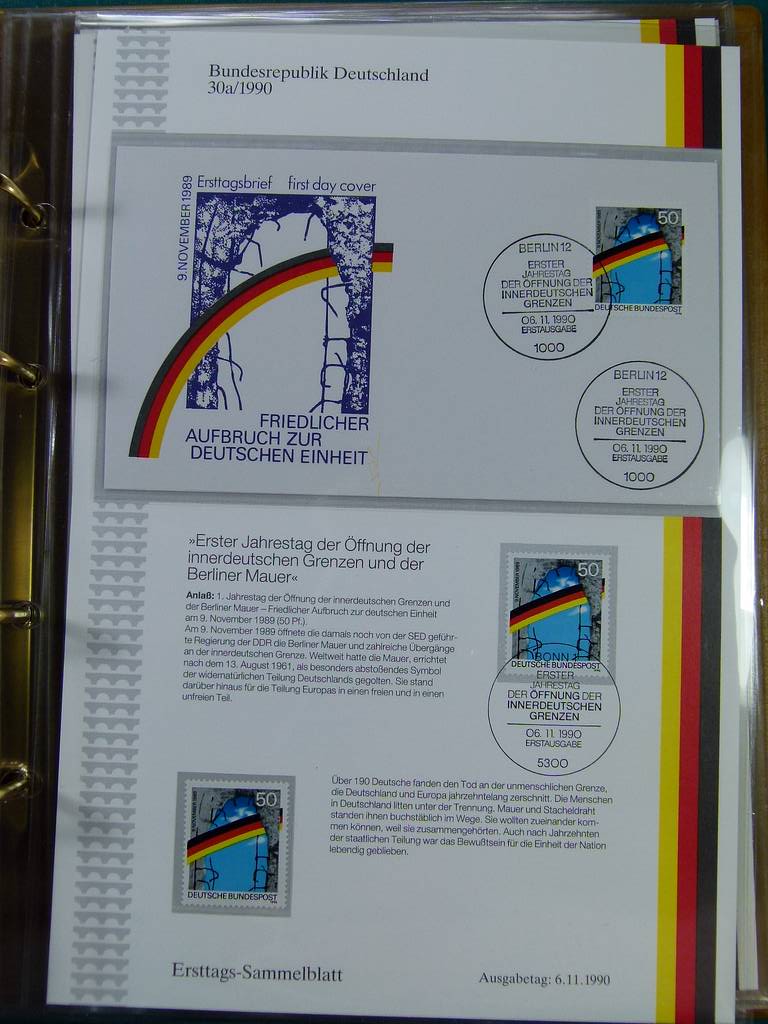 Bundesrepublik Deutschland
30a/1990
Ersttagsbrief first day cover
9. NOVEMBER 1989
FRIEDLICHER
AUFBRUCH ZUR
DEUTSCHEN EINHEIT
BERLIN 12
ERSTER
JAHRESTAG
DER ÖFFNUNG DER
INNERDEUTSCHEN
GRENZEN
06. 11. 1990
ERSTAUSGABE
1000
50
9. NOVEMBER 1989
DEUTSCHE BUNDESPOST
BERLIN 12
ERSTER
JAHRESTAG
DER ÖFFNUNG DER
INNERDEUTSCHEN
GRENZEN
06. 11. 1990
ERSTAUSGABE
1000
»Erster Jahrestag der Öffnung der
innerdeutschen Grenzen und der
Berliner Mauer«
Anlaß: 1. Jahrestag der Öffnung der innerdeutschen Grenzen und
der Berliner Mauer – Friedlicher Aufbruch zur deutschen Einheit
am 9. November 1989 (50 Pf.).
Am 9. November 1989 öffnete die damals noch von der SED geführ-
te Regierung der DDR die Berliner Mauer und zahlreiche Übergänge
an der innerdeutschen Grenze. Weltweit hatte die Mauer, errichtet
nach dem 13. August 1961, als besonders abstoßendes Symbol
der widernatürlichen Teilung Deutschlands gegolten. Sie stand
darüber hinaus für die Teilung Europas in einen freien und in einen
unfreien Teil.
50
9. NOVEMBER 1989
DEUTSCHE BUNDESPOST
BONN 1
ERSTER
JAHRESTAG
DER ÖFFNUNG DER
INNERDEUTSCHEN
GRENZEN
06. 11. 1990
ERSTAUSGABE
5300
Über 190 Deutsche fanden den Tod an der unmenschlichen Grenze,
die Deutschland und Europa jahrzehntelang zerschnitt. Die Menschen
in Deutschland litten unter der Trennung. Mauer und Stacheldraht
standen ihnen buchstäblich im Wege. Sie wollten zueinander kom-
men können, weil sie zusammengehörten. Auch nach Jahrzehnten
der staatlichen Teilung war das Bewußtsein für die Einheit der Nation
lebendig geblieben.
50
9. NOVEMBER 1989
DEUTSCHE BUNDESPOST
Ersttags-Sammelblatt
Ausgabetag: 6.11.1990